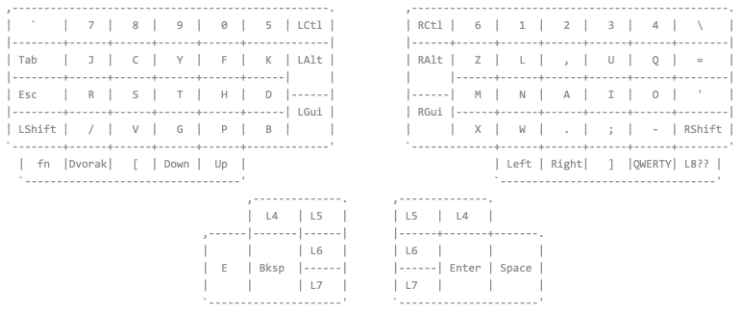 ` 7 8 9 0 5 LCtl RCtl 6 1 2 3 4 \
Tab J C Y F K LAlt RAlt Z L , U Q =
Esc R S T H D M N A I O '
LGui RGui
LShift / V G P B X W . ; - RShift
fn Dvorak [ Down Up Left Right ] QWERTY L8??
L4 L5 L5 L4
L6 L6
E Bksp Enter Space
L7 L7